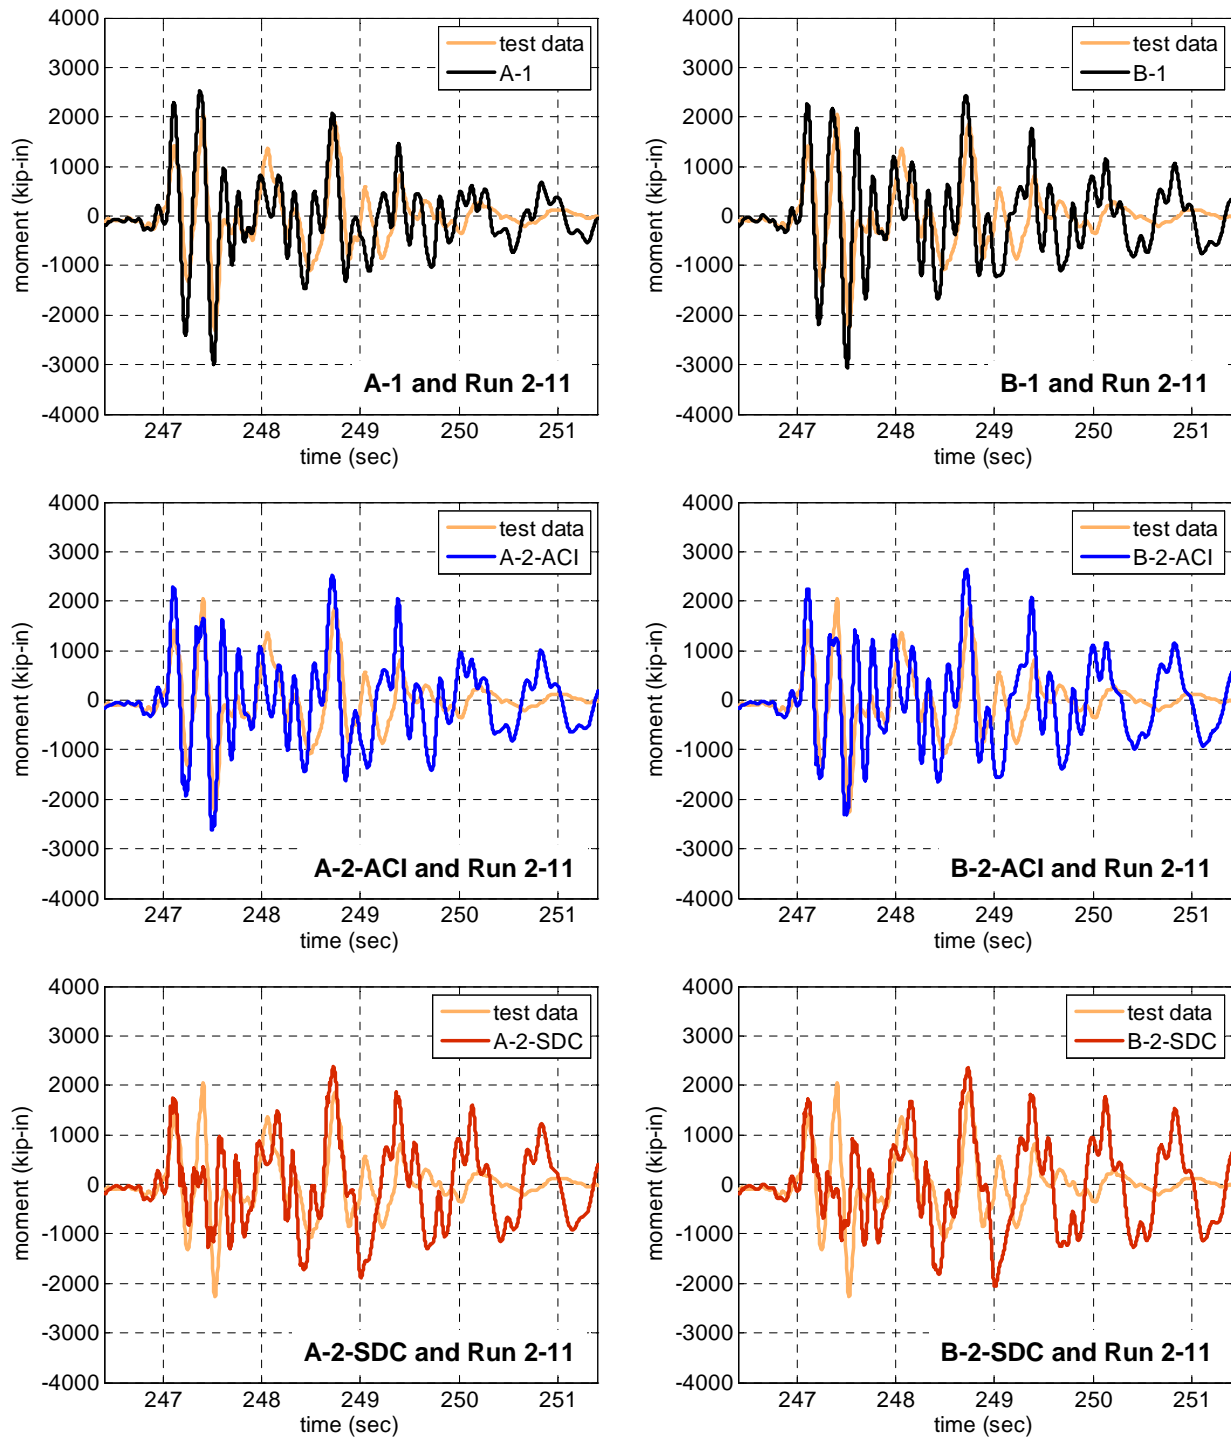 4000
3000
2000
1000
0
-1000
-2000
-3000
-4000
moment (kip-in)
test data
A-1
A-1 and Run 2-11
247 248 249 250 251
time (sec)
4000
3000
2000
1000
0
-1000
-2000
-3000
-4000
moment (kip-in)
test data
B-1
B-1 and Run 2-11
247 248 249 250 251
time (sec)
4000
3000
2000
1000
0
-1000
-2000
-3000
-4000
moment (kip-in)
test data
A-2-ACI
A-2-ACI and Run 2-11
247 248 249 250 251
time (sec)
4000
3000
2000
1000
0
-1000
-2000
-3000
-4000
moment (kip-in)
test data
B-2-ACI
B-2-ACI and Run 2-11
247 248 249 250 251
time (sec)
4000
3000
2000
1000
0
-1000
-2000
-3000
-4000
moment (kip-in)
test data
A-2-SDC
A-2-SDC and Run 2-11
247 248 249 250 251
time (sec)
4000
3000
2000
1000
0
-1000
-2000
-3000
-4000
moment (kip-in)
test data
B-2-SDC
B-2-SDC and Run 2-11
247 248 249 250 251
time (sec)